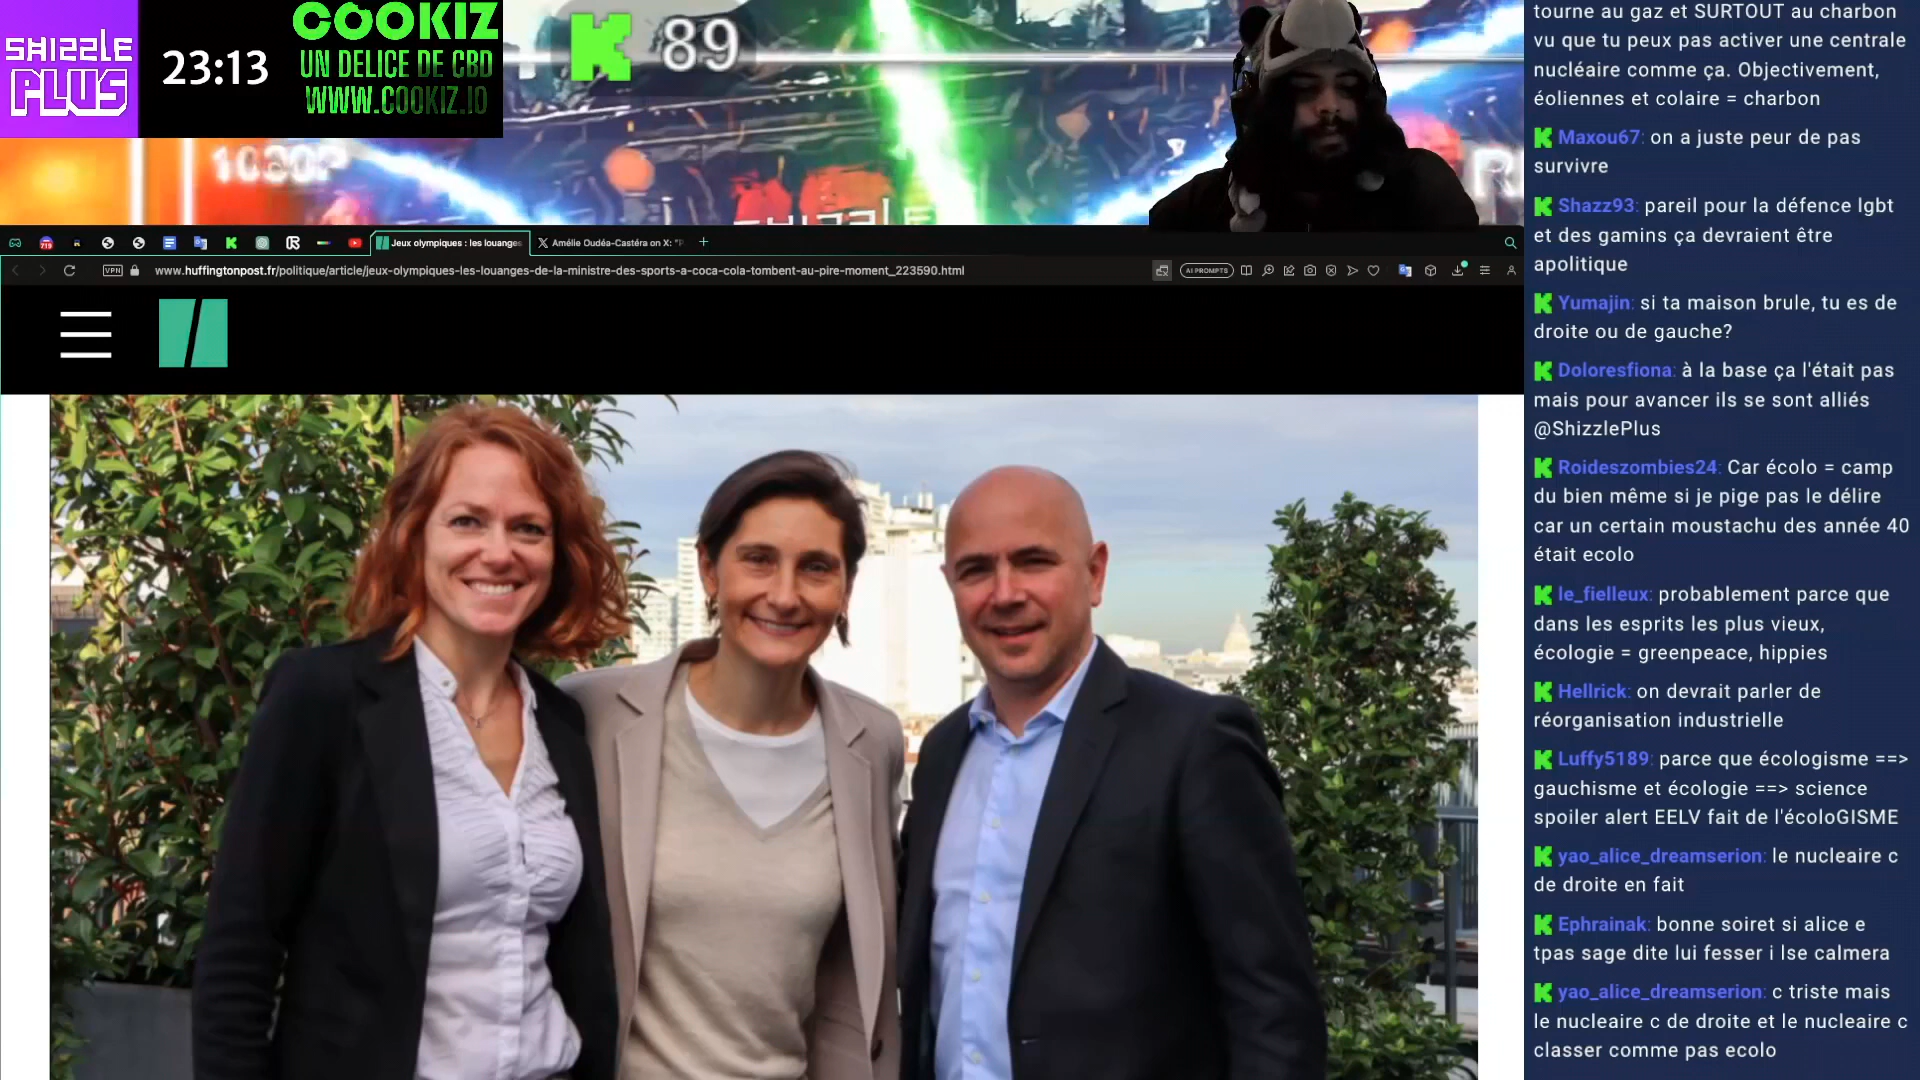 SHIZZLE
PLUS
23:13
COOKIZ
UN DELICE DE CBD
WWW.COOKIZ.IO
89
1080P
719
Jeux olympiques : les louanges
Amélie Oudéa-Castéra on X: "P
VPN
www.huffingtonpost.fr/politique/article/jeux-olympiques-les-louanges-de-la-ministre-des-sports-a-coca-cola-tombent-au-pire-moment_223590.html
AI PROMPTS
tourne au gaz et SURTOUT au charbon
vu que tu peux pas activer une centrale
nucléaire comme ça. Objectivement,
éoliennes et colaire = charbon
Maxou67: on a juste peur de pas
survivre
Shazz93: pareil pour la défence lgbt
et des gamins ça devraient être
apolitique
Yumajin: si ta maison brule, tu es de
droite ou de gauche?
Doloresfiona: à la base ça l'était pas
mais pour avancer ils se sont alliés
@ShizzlePlus
Roideszombies24: Car écolo = camp
du bien même si je pige pas le délire
car un certain moustachu des année 40
était ecolo
le_fielleux: probablement parce que
dans les esprits les plus vieux,
écologie = greenpeace, hippies
Hellrick: on devrait parler de
réorganisation industrielle
Luffy5189: parce que écologisme ==>
gauchisme et écologie ==> science
spoiler alert EELV fait de l'écoloGISME
yao_alice_dreamserion: le nucleaire c
de droite en fait
Ephrainak: bonne soiret si alice e
tpas sage dite lui fesser i lse calmera
yao_alice_dreamserion: c triste mais
le nucleaire c de droite et le nucleaire c
classer comme pas ecolo